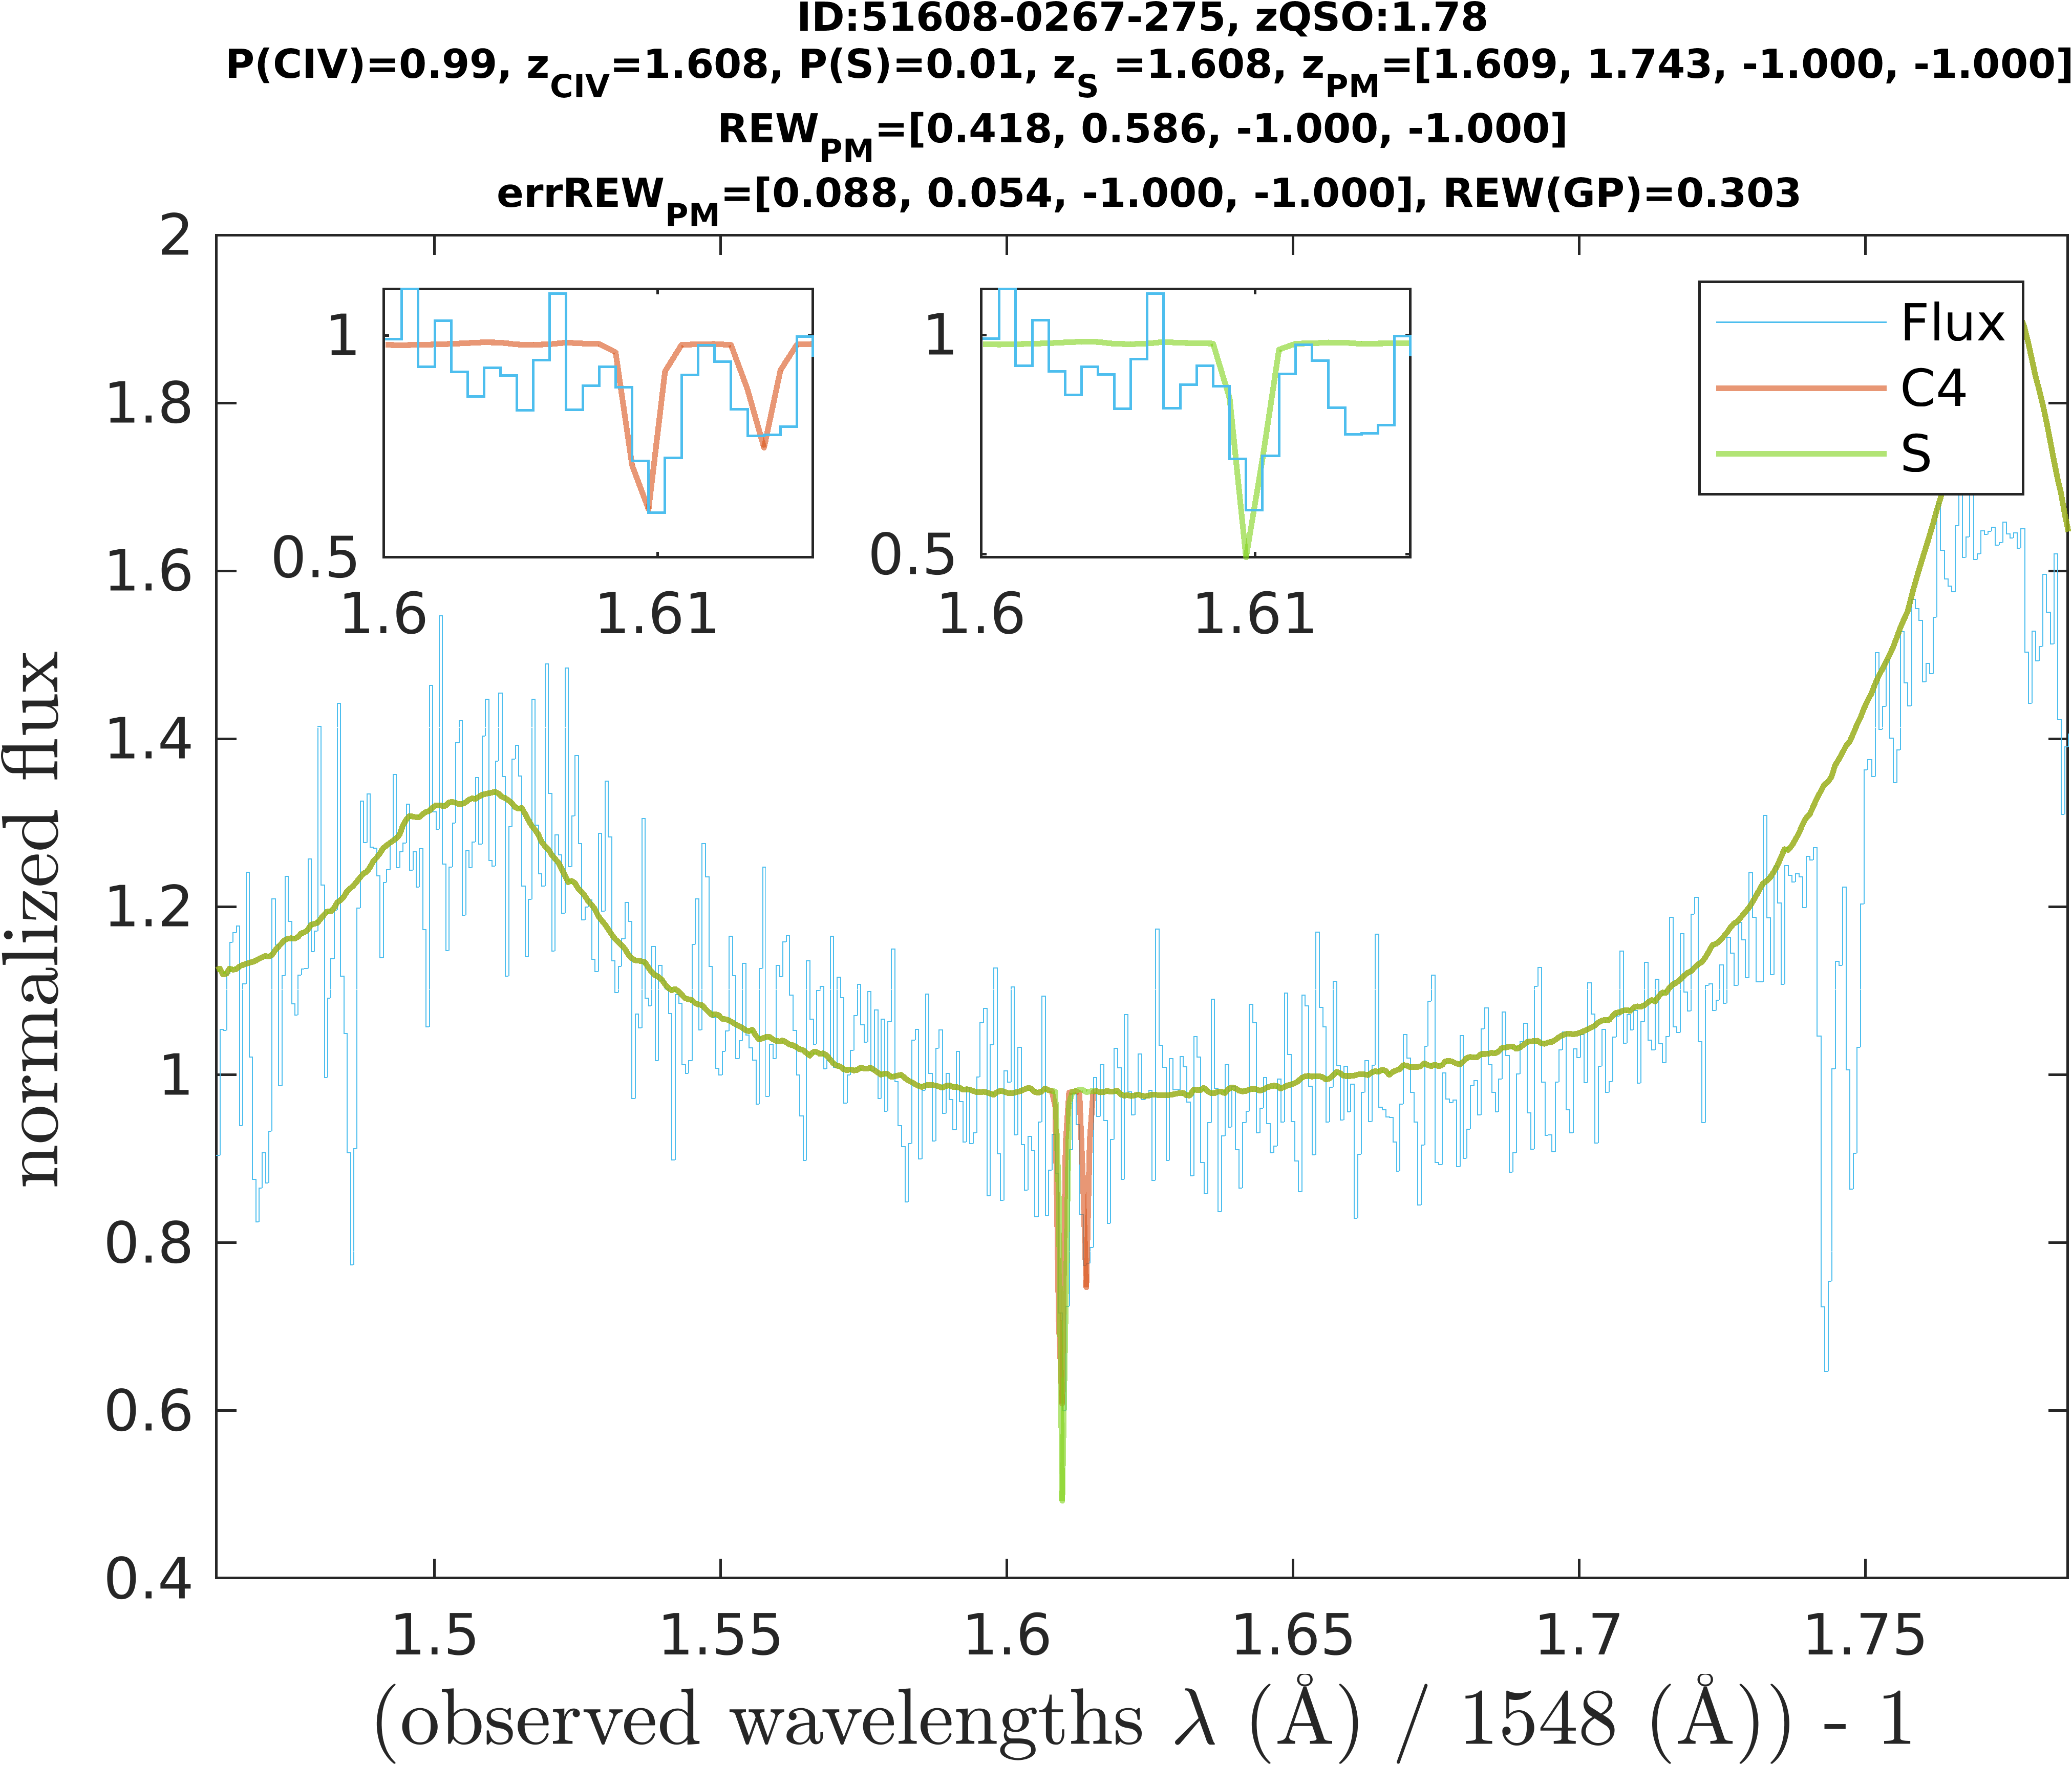 ID:51608-0267-275, zQSO:1.78
P(CIV)=0.99, zCIV=1.608, P(S)=0.01, zS =1.608, zPM=[1.609, 1.743, -1.000, -1.000]
REWPM=[0.418, 0.586, -1.000, -1.000]
errREWPM=[0.088, 0.054, -1.000, -1.000], REW(GP)=0.303
2
1.8
1.6
1.4
1.2
1
0.8
0.6
0.4
normalized flux
1
0.5
1.6 1.61
1
0.5
1.6 1.61
Flux
C4
S
1.5 1.55 1.6 1.65 1.7 1.75
(observed wavelengths λ (Å) / 1548 (Å)) - 1